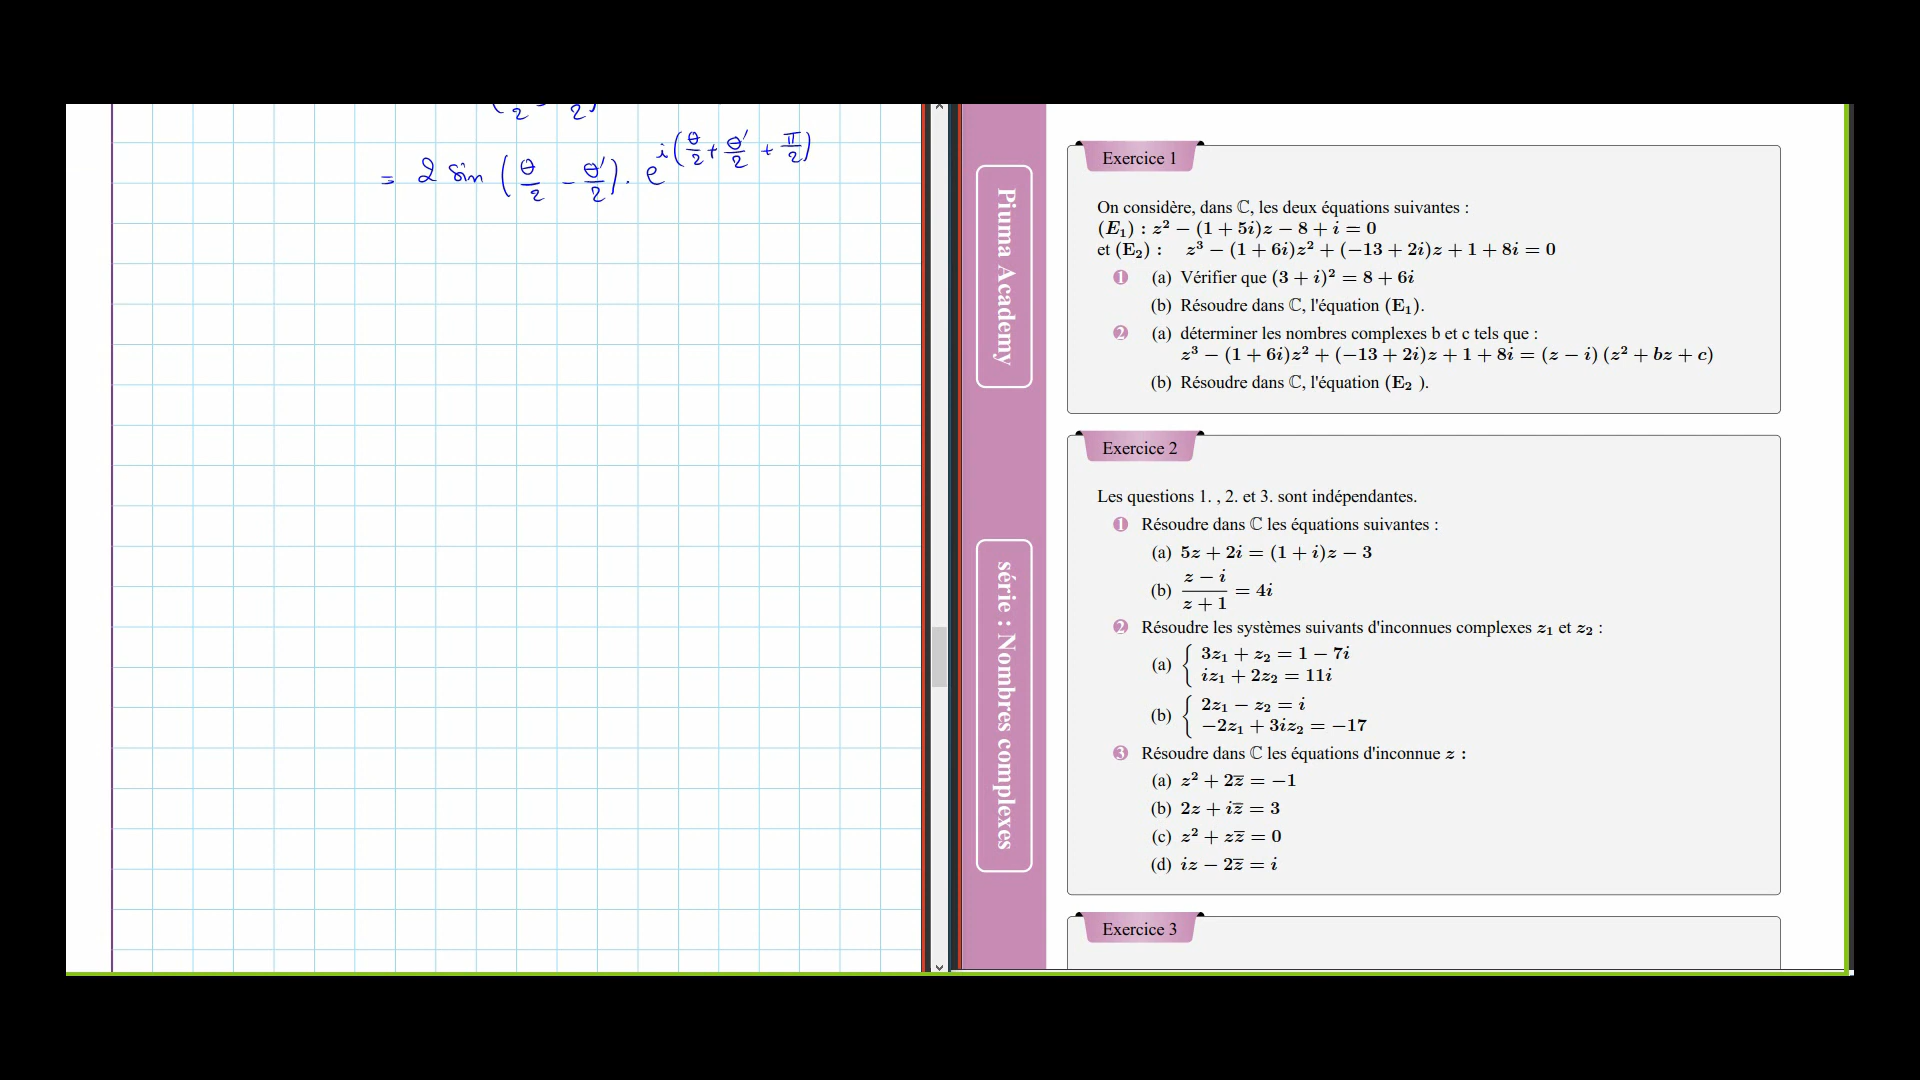 = 2 sin (θ/2 − θ'/2) . e^{i(θ/2 + θ'/2 + π/2)}
Piuma Academy
série : Nombres complexes
Exercice 1
On considère, dans ℂ, les deux équations suivantes :
(E₁) : z² − (1 + 5i)z − 8 + i = 0
et (E₂) : z³ − (1 + 6i)z² + (−13 + 2i)z + 1 + 8i = 0
❶ (a) Vérifier que (3 + i)² = 8 + 6i
(b) Résoudre dans ℂ, l'équation (E₁).
❷ (a) déterminer les nombres complexes b et c tels que :
z³ − (1 + 6i)z² + (−13 + 2i)z + 1 + 8i = (z − i) (z² + bz + c)
(b) Résoudre dans ℂ, l'équation (E₂ ).
Exercice 2
Les questions 1. , 2. et 3. sont indépendantes.
❶ Résoudre dans ℂ les équations suivantes :
(a) 5z + 2i = (1 + i)z − 3
(b) (z − i)/(z + 1) = 4i
❷ Résoudre les systèmes suivants d'inconnues complexes z₁ et z₂ :
(a) { 3z₁ + z₂ = 1 − 7i
iz₁ + 2z₂ = 11i
(b) { 2z₁ − z₂ = i
−2z₁ + 3iz₂ = −17
❸ Résoudre dans ℂ les équations d'inconnue z :
(a) z² + 2z̅ = −1
(b) 2z + iz̅ = 3
(c) z² + zz̅ = 0
(d) iz − 2z̅ = i
Exercice 3